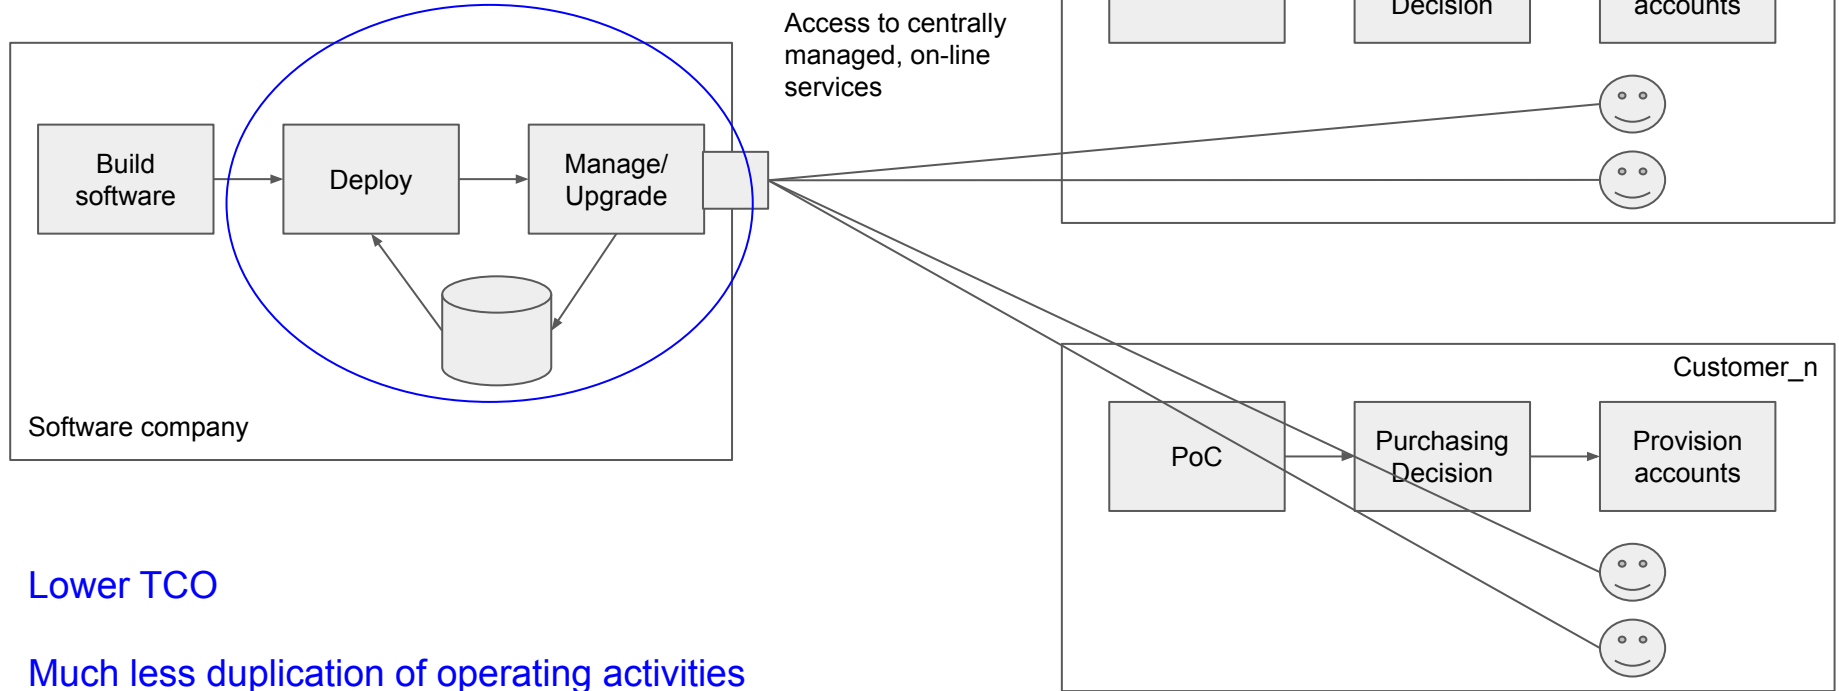 Access to centrally
managed, on-line
services
Decision
accounts
Build
software
Deploy
Manage/
Upgrade
Software company
Customer_n
PoC
Purchasing
Decision
Provision
accounts
Lower TCO
Much less duplication of operating activities